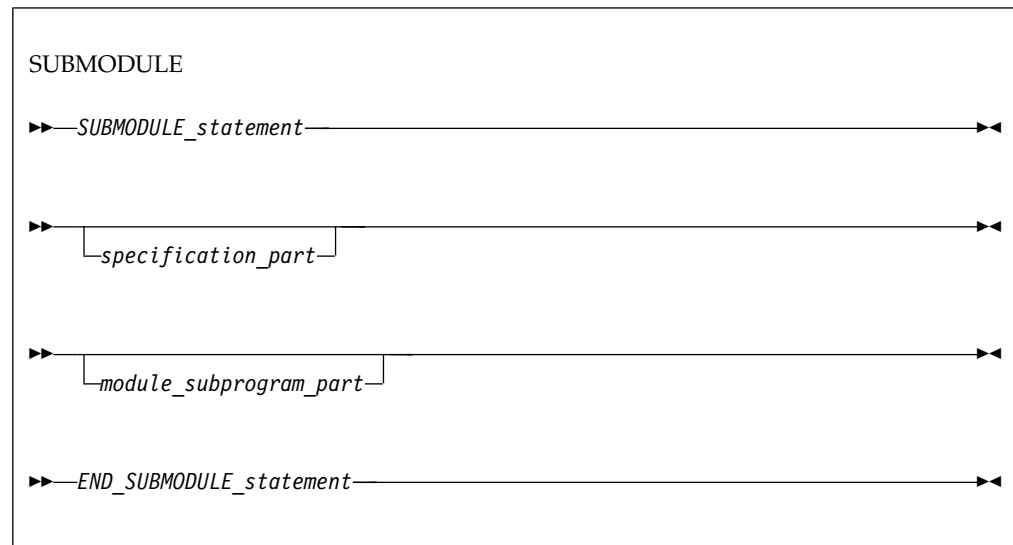 SUBMODULE
SUBMODULE_statement
specification_part
module_subprogram_part
END_SUBMODULE_statement